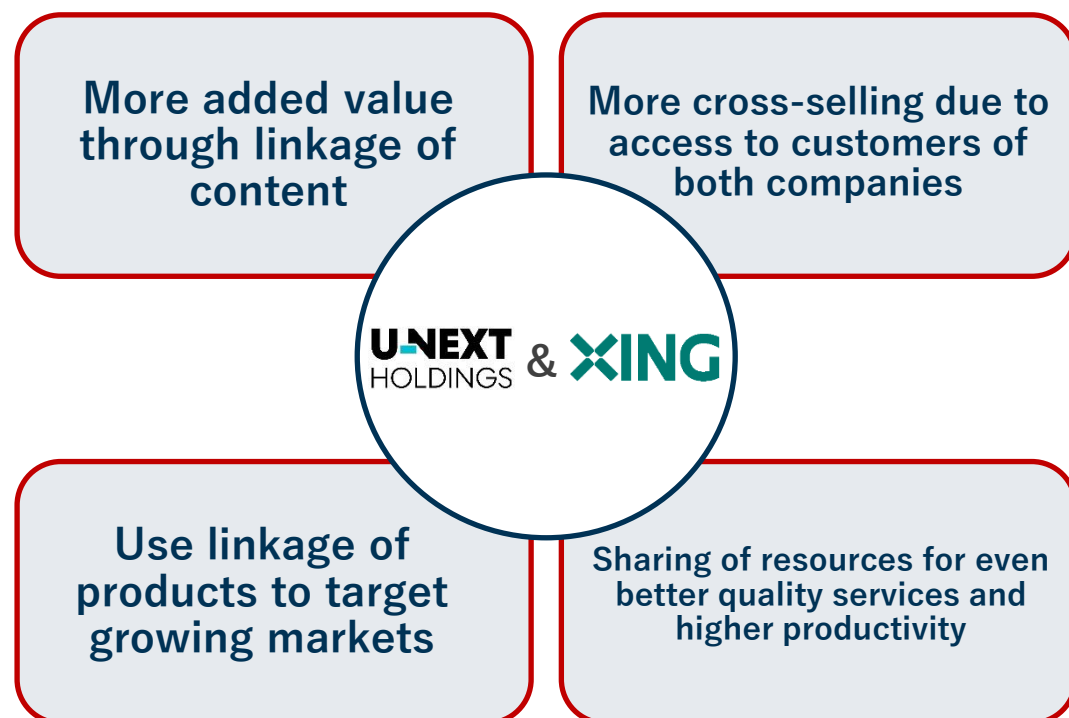 More added value
through linkage of
content
More cross-selling due to
access to customers of
both companies
U-NEXT
HOLDINGS
&
XING
Use linkage of
products to target
growing markets
Sharing of resources for even
better quality services and
higher productivity